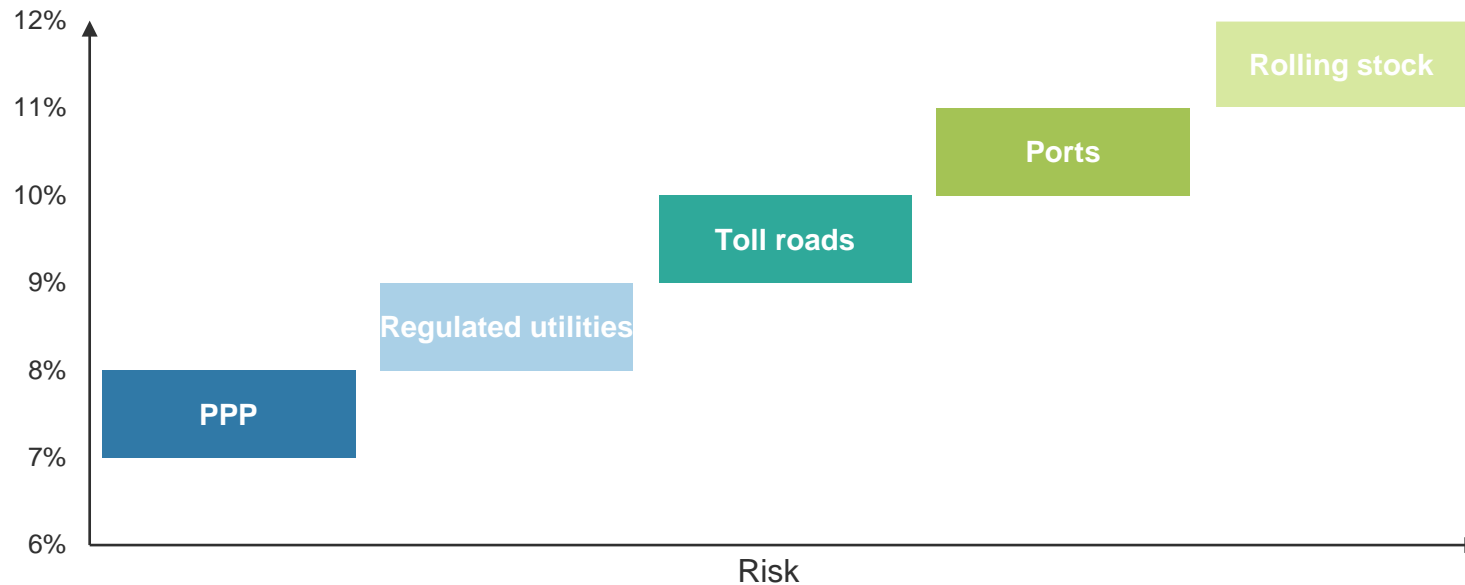 12%
Rolling stock
11%
Ports
10%
Toll roads
9%
Regulated utilities
8%
PPP
7%
6%
Risk